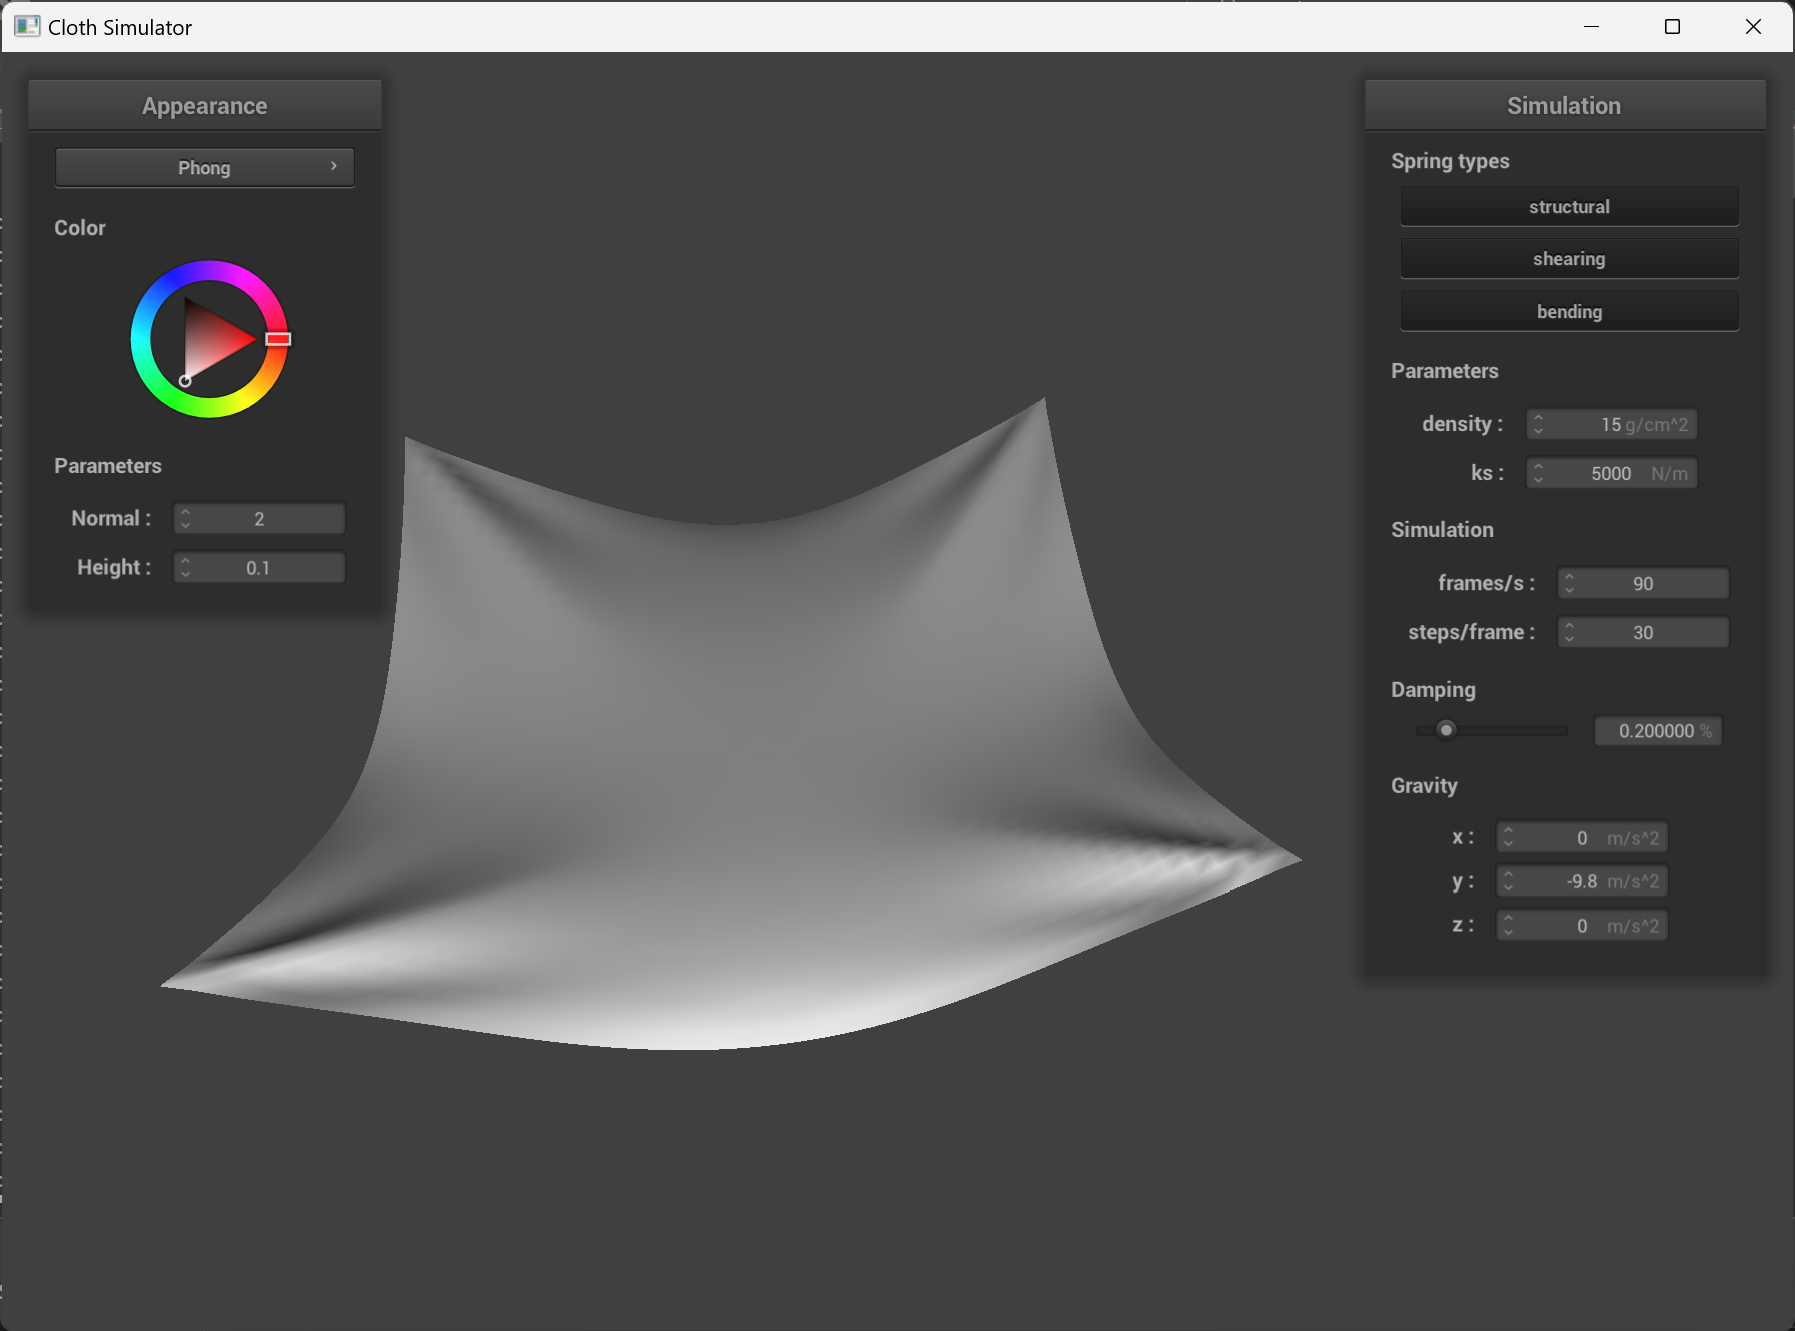 Cloth Simulator
Appearance
Phong
Color
Parameters
Normal : 2
Height : 0.1
Simulation
Spring types
structural
shearing
bending
Parameters
density : 15 g/cm^2
ks : 5000 N/m
Simulation
frames/s : 90
steps/frame : 30
Damping
0.200000 %
Gravity
x : 0 m/s^2
y : -9.8 m/s^2
z : 0 m/s^2